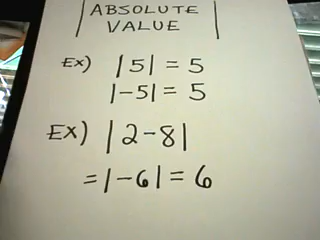 |ABSOLUTE
VALUE|
Ex) |5| = 5
|-5| = 5
Ex) |2-8|
=|-6|=6